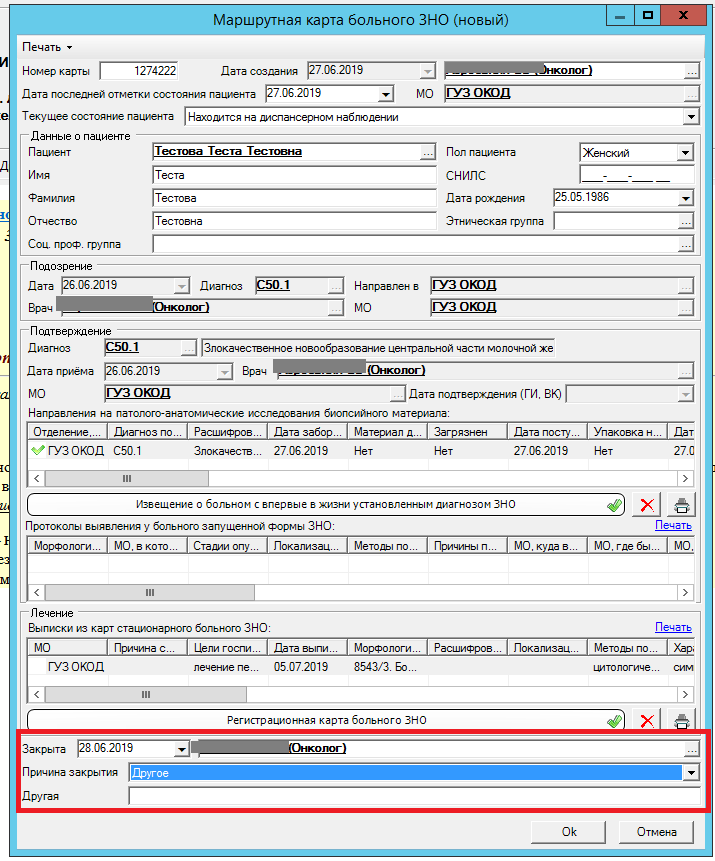 Маршрутная карта больного ЗНО (новый)
Печать
Номер карты 1274222 Дата создания 27.06.2019 (Онколог) ...
Дата последней отметки состояния пациента 27.06.2019 МО ГУЗ ОКОД ...
Текущее состояние пациента Находится на диспансерном наблюдении
Данные о пациенте
Пациент Тестова Теста Тестовна ... Пол пациента Женский
Имя Теста СНИЛС ___-___-___ __
Фамилия Тестова Дата рождения 25.05.1986
Отчество Тестовна Этническая группа ...
Соц. проф. группа ...
Подозрение
Дата 26.06.2019 Диагноз C50.1 ... Направлен в ГУЗ ОКОД ...
Врач (Онколог) ... МО ГУЗ ОКОД ...
Подтверждение
Диагноз C50.1 ... Злокачественное новообразование центральной части молочной же
Дата приёма 26.06.2019 Врач (Онколог) ...
МО ГУЗ ОКОД ... Дата подтверждения (ГИ, ВК)
Направления на патолого-анатомические исследования биопсийного материала:
Отделение,... Диагноз по... Расшифров... Дата забор... Материал д... Загрязнен Дата посту... Упаковка н... Дат
ГУЗ ОКОД C50.1 Злокачеств... 27.06.2019 Нет Нет 27.06.2019 Нет 27.0
Извещение о больном с впервые в жизни установленным диагнозом ЗНО
Протоколы выявления у больного запущенной формы ЗНО: Печать
Морфологи... МО, в кото... Стадии опу... Локализац... Методы по... Причины п... МО, куда в... МО, где бы... МО,
Лечение
Выписки из карт стационарного больного ЗНО: Печать
МО Причина с... Цели госпи... Дата выпи... Морфологи... Расшифров... Локализац... Методы по... Хара
ГУЗ ОКОД лечение пе... 05.07.2019 8543/3. Бо... цитологиче... сим
Регистрационная карта больного ЗНО
Закрыта 28.06.2019 (Онколог) ...
Причина закрытия Другое
Другая
Ok Отмена